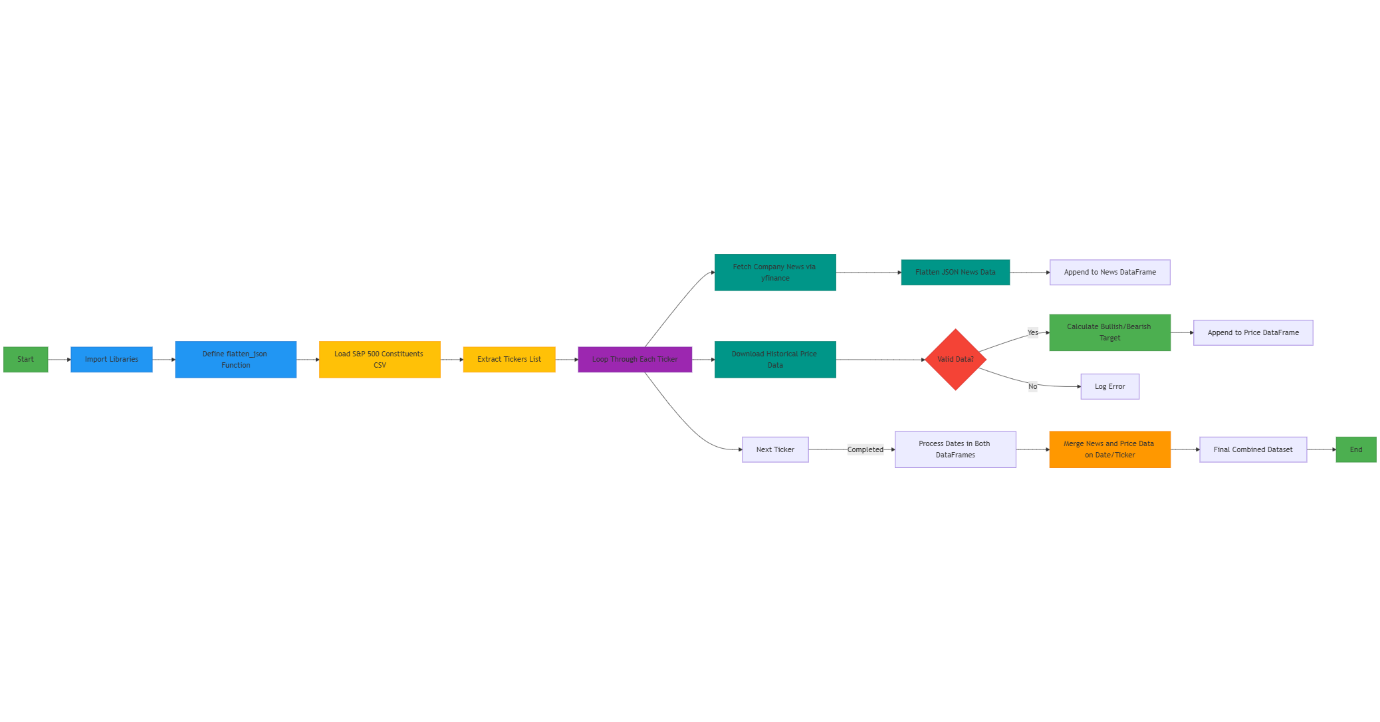 Start
Import Libraries
Define flatten_json
Function
Load S&P 500 Constituents
CSV
Extract Tickers List
Loop Through Each Ticker
Fetch Company News via
yfinance
Flatten JSON News Data
Append to News DataFrame
Download Historical Price
Data
Valid Data?
Yes
Calculate Bullish/Bearish
Target
Append to Price DataFrame
No
Log Error
Next Ticker
Completed
Process Dates in Both
DataFrames
Merge News and Price Data
on Date/Ticker
Final Combined Dataset
End